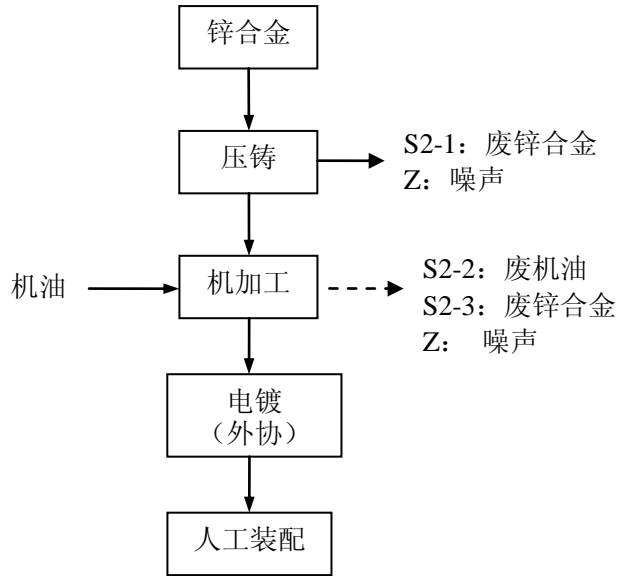 锌合金
压铸
S2-1：废锌合金
Z：噪声
机油
机加工
S2-2：废机油
S2-3：废锌合金
Z： 噪声
电镀
（外协）
人工装配